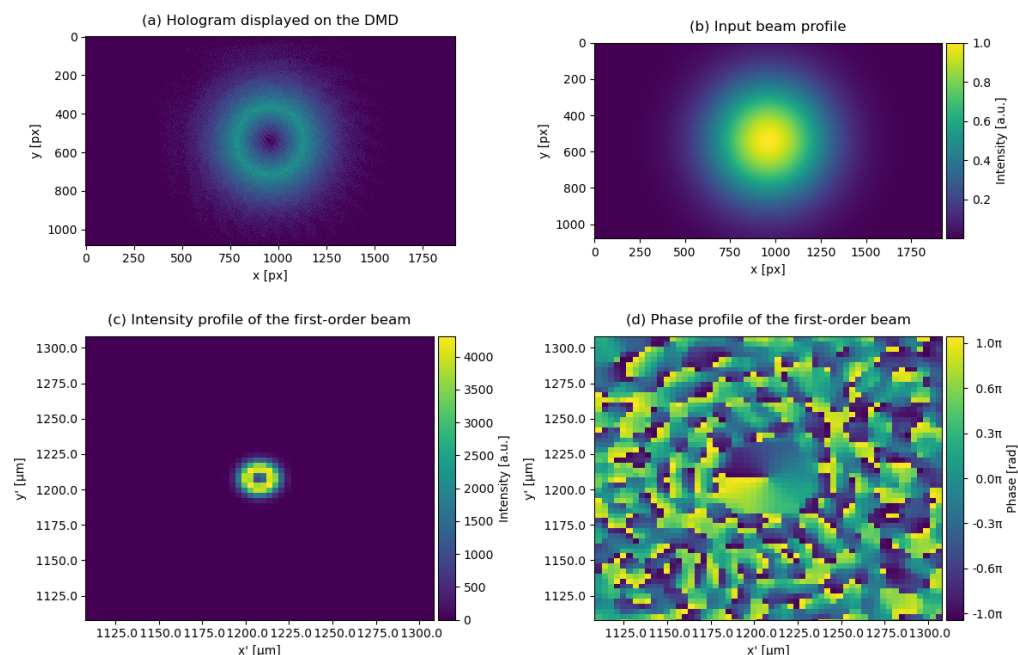 (a) Hologram displayed on the DMD
0
200
400
600
800
1000
y [px]
0 250 500 750 1000 1250 1500 1750
x [px]
(b) Input beam profile
0
200
400
600
800
1000
y [px]
0 250 500 750 1000 1250 1500 1750
x [px]
1.0
0.8
0.6
0.4
0.2
Intensity [a.u.]
(c) Intensity profile of the first-order beam
1300.0
1275.0
1250.0
1225.0
1200.0
1175.0
1150.0
1125.0
y' [μm]
1125.0 1150.0 1175.0 1200.0 1225.0 1250.0 1275.0 1300.0
x' [μm]
4000
3500
3000
2500
2000
1500
1000
500
0
Intensity [a.u.]
(d) Phase profile of the first-order beam
1300.0
1275.0
1250.0
1225.0
1200.0
1175.0
1150.0
1125.0
y' [μm]
1125.0 1150.0 1175.0 1200.0 1225.0 1250.0 1275.0 1300.0
x' [μm]
1.0π
0.6π
0.3π
0.0π
-0.3π
-0.6π
-1.0π
Phase [rad]